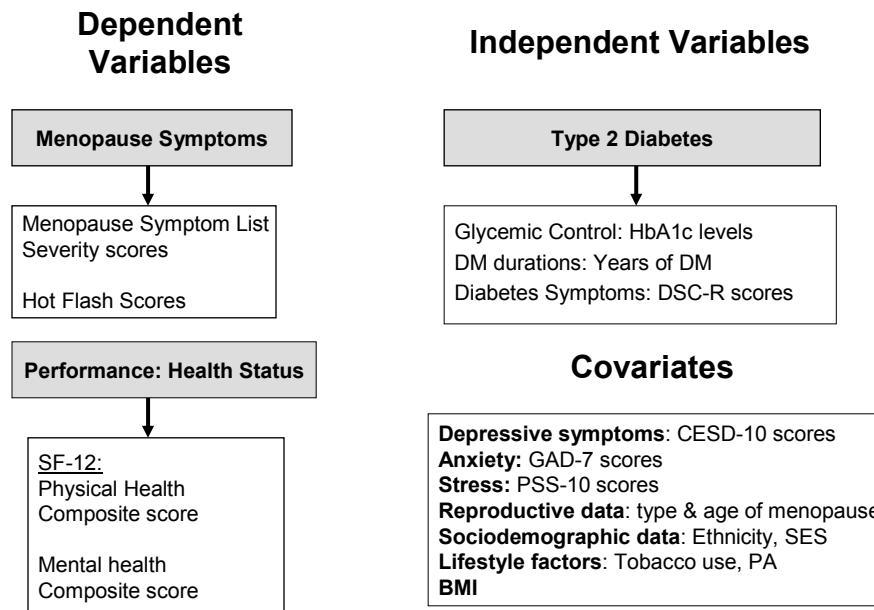 Dependent
Variables
Menopause Symptoms
Menopause Symptom List
Severity scores
Hot Flash Scores
Performance: Health Status
SF-12:
Physical Health
Composite score
Mental health
Composite score
Independent Variables
Type 2 Diabetes
Glycemic Control: HbA1c levels
DM durations: Years of DM
Diabetes Symptoms: DSC-R scores
Covariates
Depressive symptoms: CESD-10 scores
Anxiety: GAD-7 scores
Stress: PSS-10 scores
Reproductive data: type & age of menopause
Sociodemographic data: Ethnicity, SES
Lifestyle factors: Tobacco use, PA
BMI